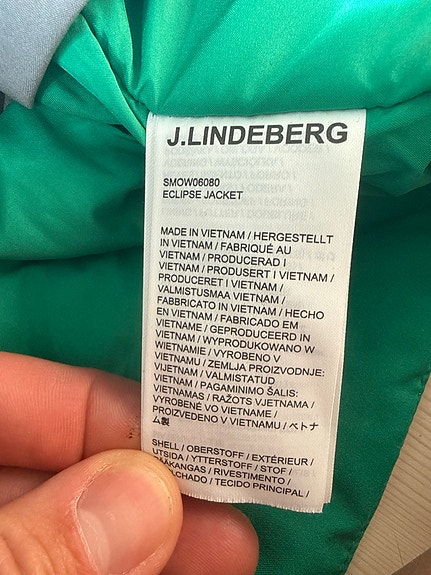 J.LINDEBERG
SMOW06080
ECLIPSE JACKET
MADE IN VIETNAM / HERGESTELLT
IN VIETNAM / FABRIQUÉ AU
VIETNAM / PRODUCERAD I
VIETNAM / PRODUSERT I VIETNAM /
PRODUCERET I VIETNAM /
VALMISTUSMAA VIETNAM /
FABBRICATO IN VIETNAM / HECHO
EN VIETNAM / FABRICADO EM
VIETNAME / GEPRODUCEERD IN
VIETNAM / WYPRODUKOWANO W
WIETNAMIE / VYROBENO V
VIETNAMU / ZEMLJA PROIZVODNJE:
VIJETNAM / VALMISTATUD
VIETNAM / PAGAMINIMO ŠALIS:
VIETNAMAS / RAŽOTS VJETNAMA /
VYROBENÉ VO VIETNAME /
PROIZVEDENO V VIETNAMU / ベトナ
ム製
SHELL / OBERSTOFF / EXTÉRIEUR /
UTSIDA / YTTERSTOFF / STOF /
PÄÄKANGAS / RIVESTIMENTO /
ACHADO / TECIDO PRINCIPAL /